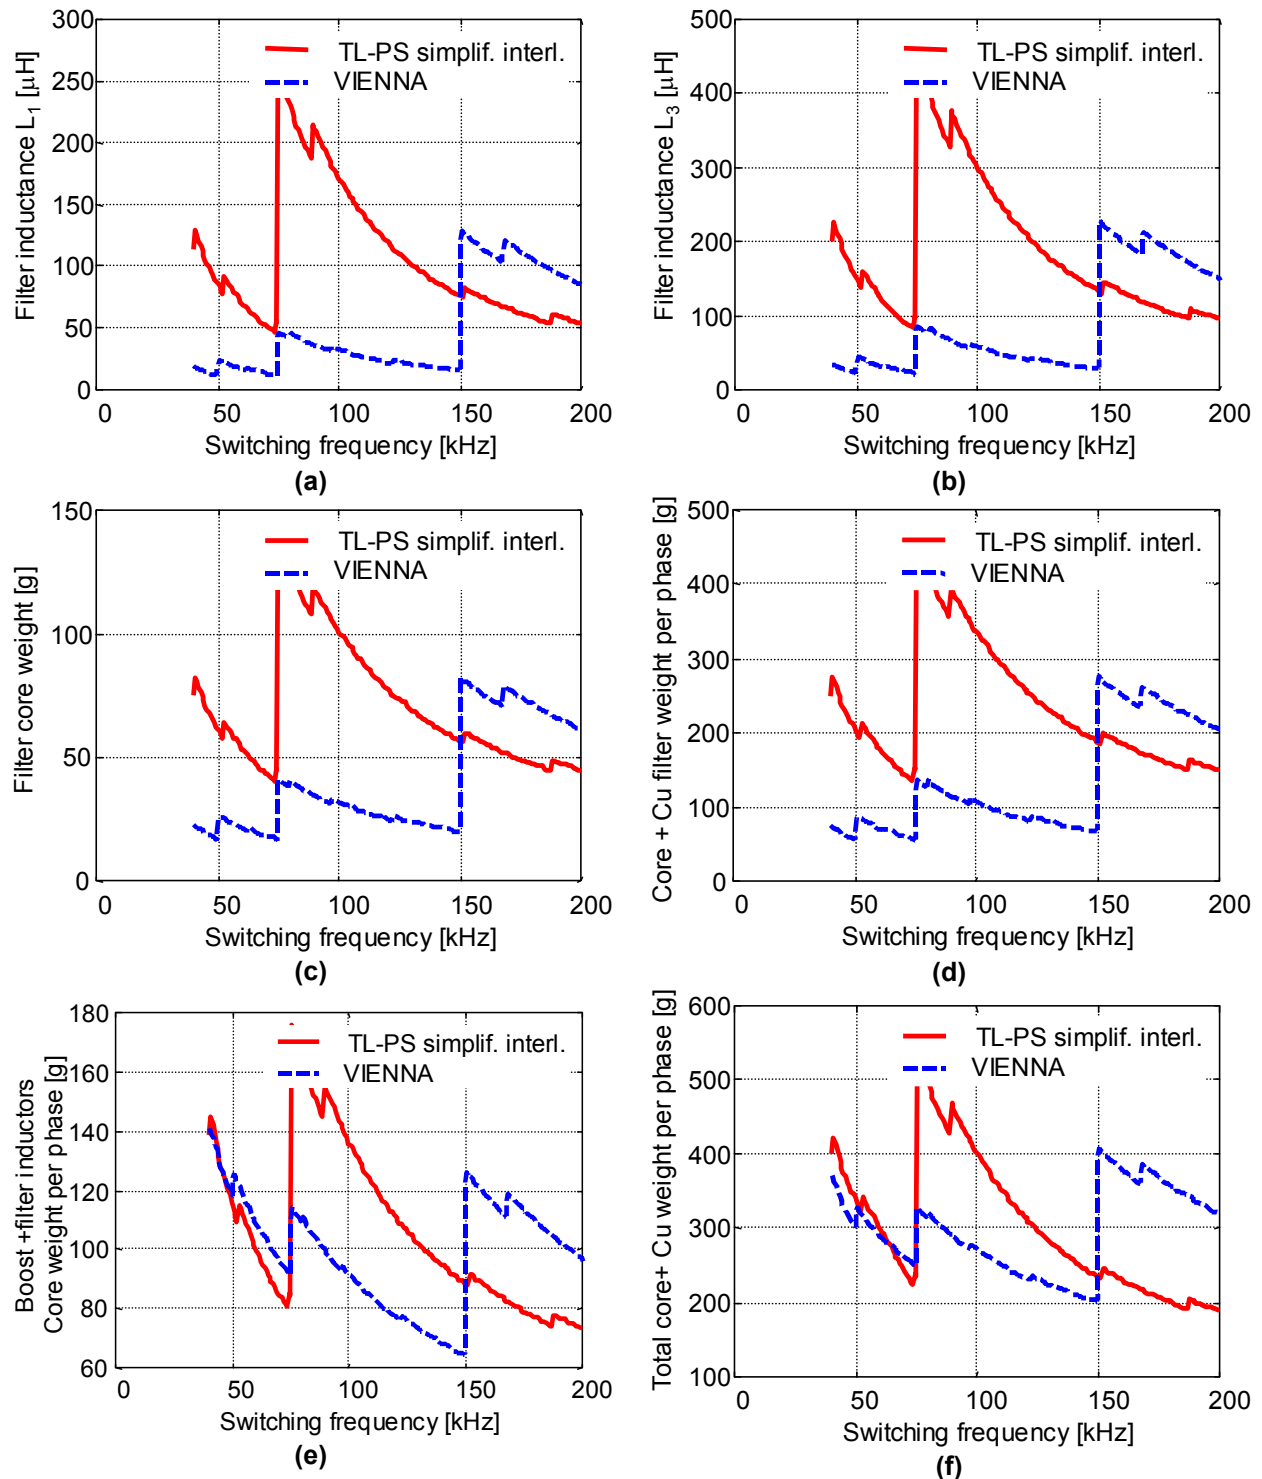 300
250
200
150
100
50
0
0
50
100
150
200
Filter inductance L1 [μH]
TL-PS simplif. interl.
VIENNA
Switching frequency [kHz]
(a)
500
400
300
200
100
0
0
50
100
150
200
Filter inductance L3 [μH]
TL-PS simplif. interl.
VIENNA
Switching frequency [kHz]
(b)
150
100
50
0
0
50
100
150
200
Filter core weight [g]
TL-PS simplif. interl.
VIENNA
Switching frequency [kHz]
(c)
500
400
300
200
100
0
0
50
100
150
200
Core + Cu filter weight per phase [g]
TL-PS simplif. interl.
VIENNA
Switching frequency [kHz]
(d)
180
160
140
120
100
80
60
0
50
100
150
200
Boost +filter inductors
Core weight per phase [g]
TL-PS simplif. interl.
VIENNA
Switching frequency [kHz]
(e)
600
500
400
300
200
100
0
50
100
150
200
Total core+ Cu weight per phase [g]
TL-PS simplif. interl.
VIENNA
Switching frequency [kHz]
(f)